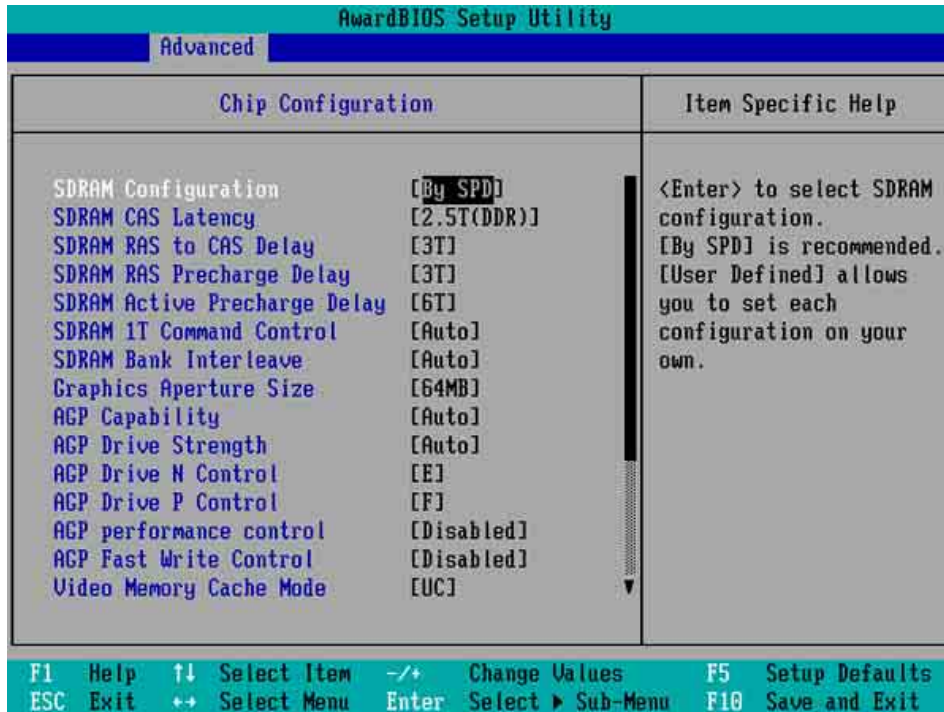 AwardBIOS Setup Utility
Advanced
Chip Configuration
Item Specific Help
SDRAM Configuration [By SPD]
SDRAM CAS Latency [2.5T(DDR)]
SDRAM RAS to CAS Delay [3T]
SDRAM RAS Precharge Delay [3T]
SDRAM Active Precharge Delay [6T]
SDRAM 1T Command Control [Auto]
SDRAM Bank Interleave [Auto]
Graphics Aperture Size [64MB]
AGP Capability [Auto]
AGP Drive Strength [Auto]
AGP Drive N Control [E]
AGP Drive P Control [F]
AGP performance control [Disabled]
AGP Fast Write Control [Disabled]
Video Memory Cache Mode [UC]
<Enter> to select SDRAM
configuration.
[By SPD] is recommended.
[User Defined] allows
you to set each
configuration on your
own.
F1 Help ↑↓ Select Item -/+ Change Values F5 Setup Defaults
ESC Exit ↔ Select Menu Enter Select ▶ Sub-Menu F10 Save and Exit